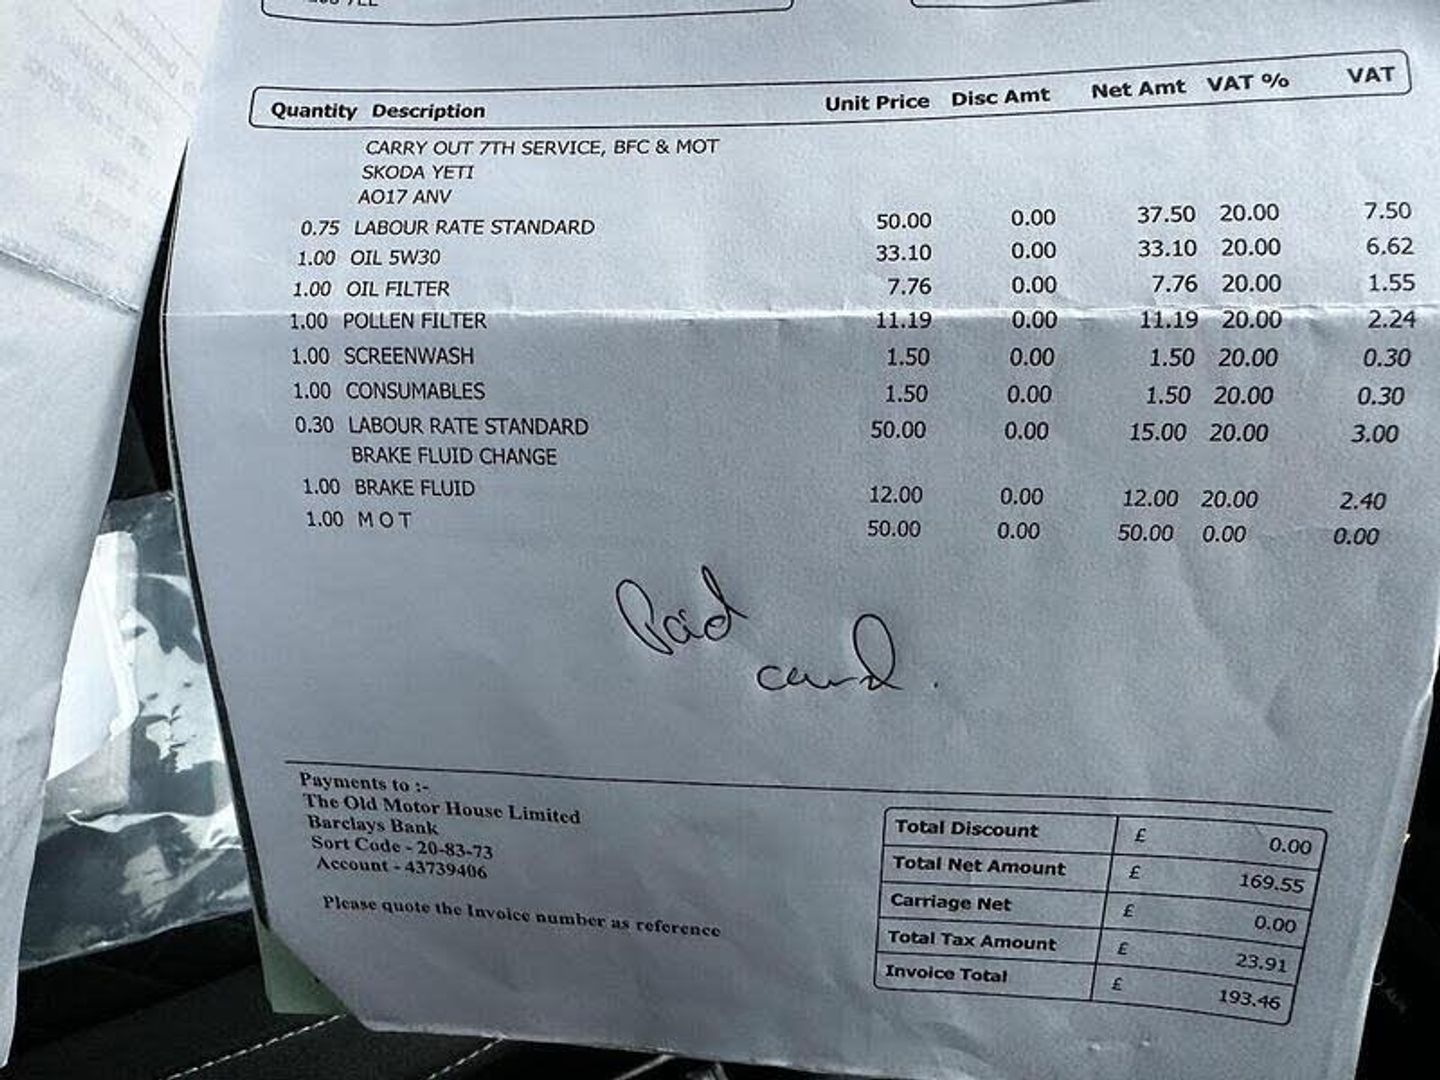 Quantity Description Unit Price Disc Amt Net Amt VAT % VAT
CARRY OUT 7TH SERVICE, BFC & MOT
SKODA YETI
AO17 ANV
0.75 LABOUR RATE STANDARD 50.00 0.00 37.50 20.00 7.50
1.00 OIL 5W30 33.10 0.00 33.10 20.00 6.62
1.00 OIL FILTER 7.76 0.00 7.76 20.00 1.55
1.00 POLLEN FILTER 11.19 0.00 11.19 20.00 2.24
1.00 SCREENWASH 1.50 0.00 1.50 20.00 0.30
1.00 CONSUMABLES 1.50 0.00 1.50 20.00 0.30
0.30 LABOUR RATE STANDARD 50.00 0.00 15.00 20.00 3.00
BRAKE FLUID CHANGE
1.00 BRAKE FLUID 12.00 0.00 12.00 20.00 2.40
1.00 M O T 50.00 0.00 50.00 0.00 0.00
Paid
card.
Payments to :-
The Old Motor House Limited
Barclays Bank
Sort Code - 20-83-73
Account - 43739406
Please quote the Invoice number as reference
Total Discount £ 0.00
Total Net Amount £ 169.55
Carriage Net £ 0.00
Total Tax Amount £ 23.91
Invoice Total £ 193.46